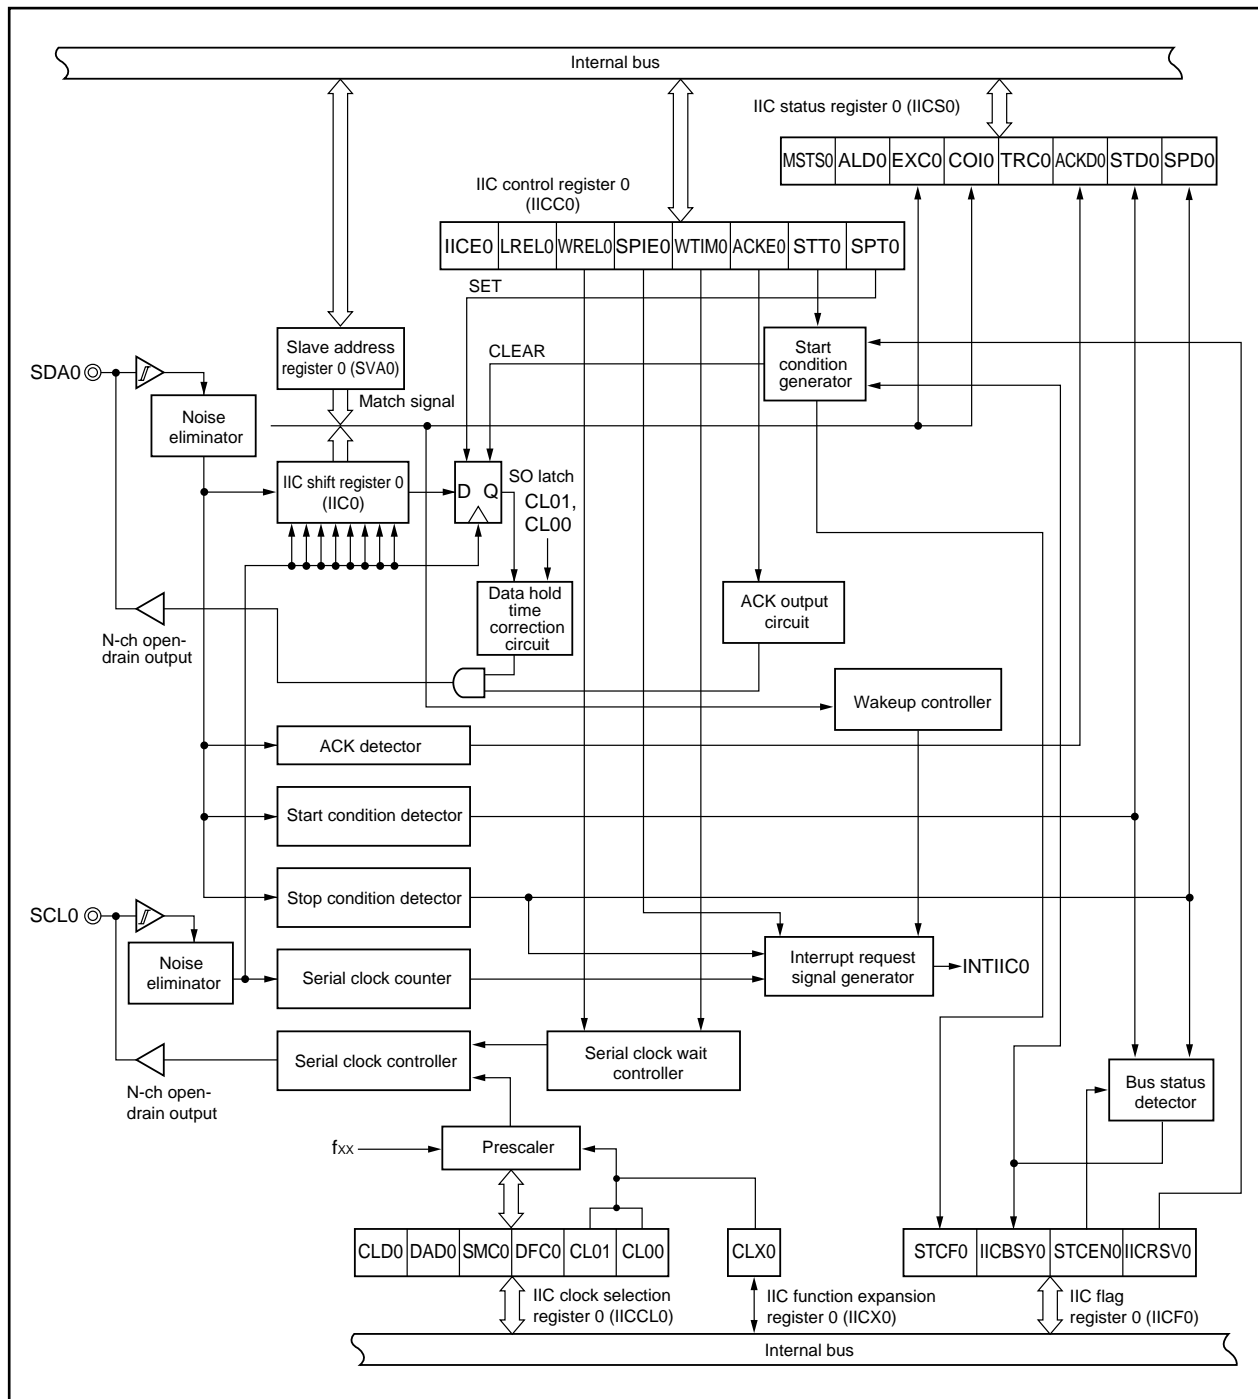 Internal bus
IIC status register 0 (IICS0)
MSTS0 ALD0 EXC0 COI0 TRC0 ACKD0 STD0 SPD0
IIC control register 0
(IICC0)
IICE0 LREL0 WREL0 SPIE0 WTIM0 ACKE0 STT0 SPT0
SET
Slave address
register 0 (SVA0)
CLEAR
Start
condition
generator
SDA0
Match signal
Noise
eliminator
IIC shift register 0
(IIC0)
D Q
SO latch
CL01,
CL00
Data hold
time
correction
circuit
ACK output
circuit
N-ch open-
drain output
Wakeup controller
ACK detector
Start condition detector
Stop condition detector
SCL0
Noise
eliminator
Serial clock counter
Interrupt request
signal generator
INTIIC0
Serial clock controller
Serial clock wait
controller
N-ch open-
drain output
Bus status
detector
fxx
Prescaler
CLD0 DAD0 SMC0 DFC0 CL01 CL00
CLX0
STCF0 IICBSY0 STCEN0 IICRSV0
IIC clock selection
register 0 (IICCL0)
IIC function expansion
register 0 (IICX0)
IIC flag
register 0 (IICF0)
Internal bus